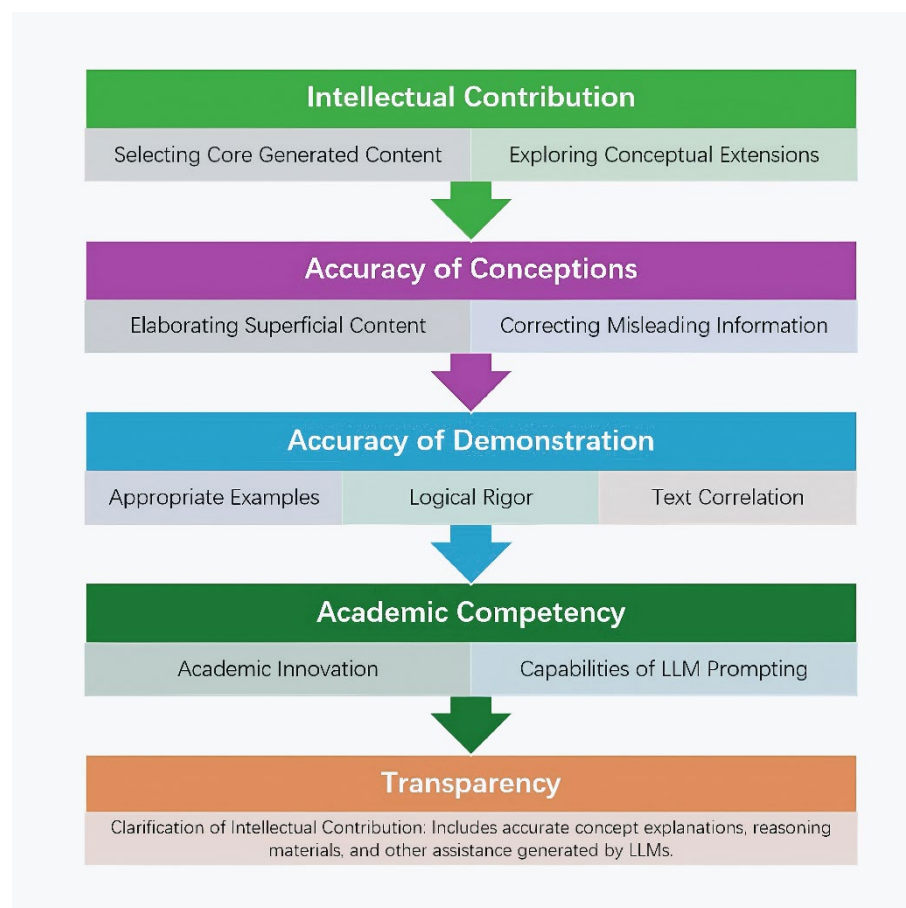 Intellectual Contribution
Selecting Core Generated Content
Exploring Conceptual Extensions
Accuracy of Conceptions
Elaborating Superficial Content
Correcting Misleading Information
Accuracy of Demonstration
Appropriate Examples
Logical Rigor
Text Correlation
Academic Competency
Academic Innovation
Capabilities of LLM Prompting
Transparency
Clarification of Intellectual Contribution: Includes accurate concept explanations, reasoning
materials, and other assistance generated by LLMs.